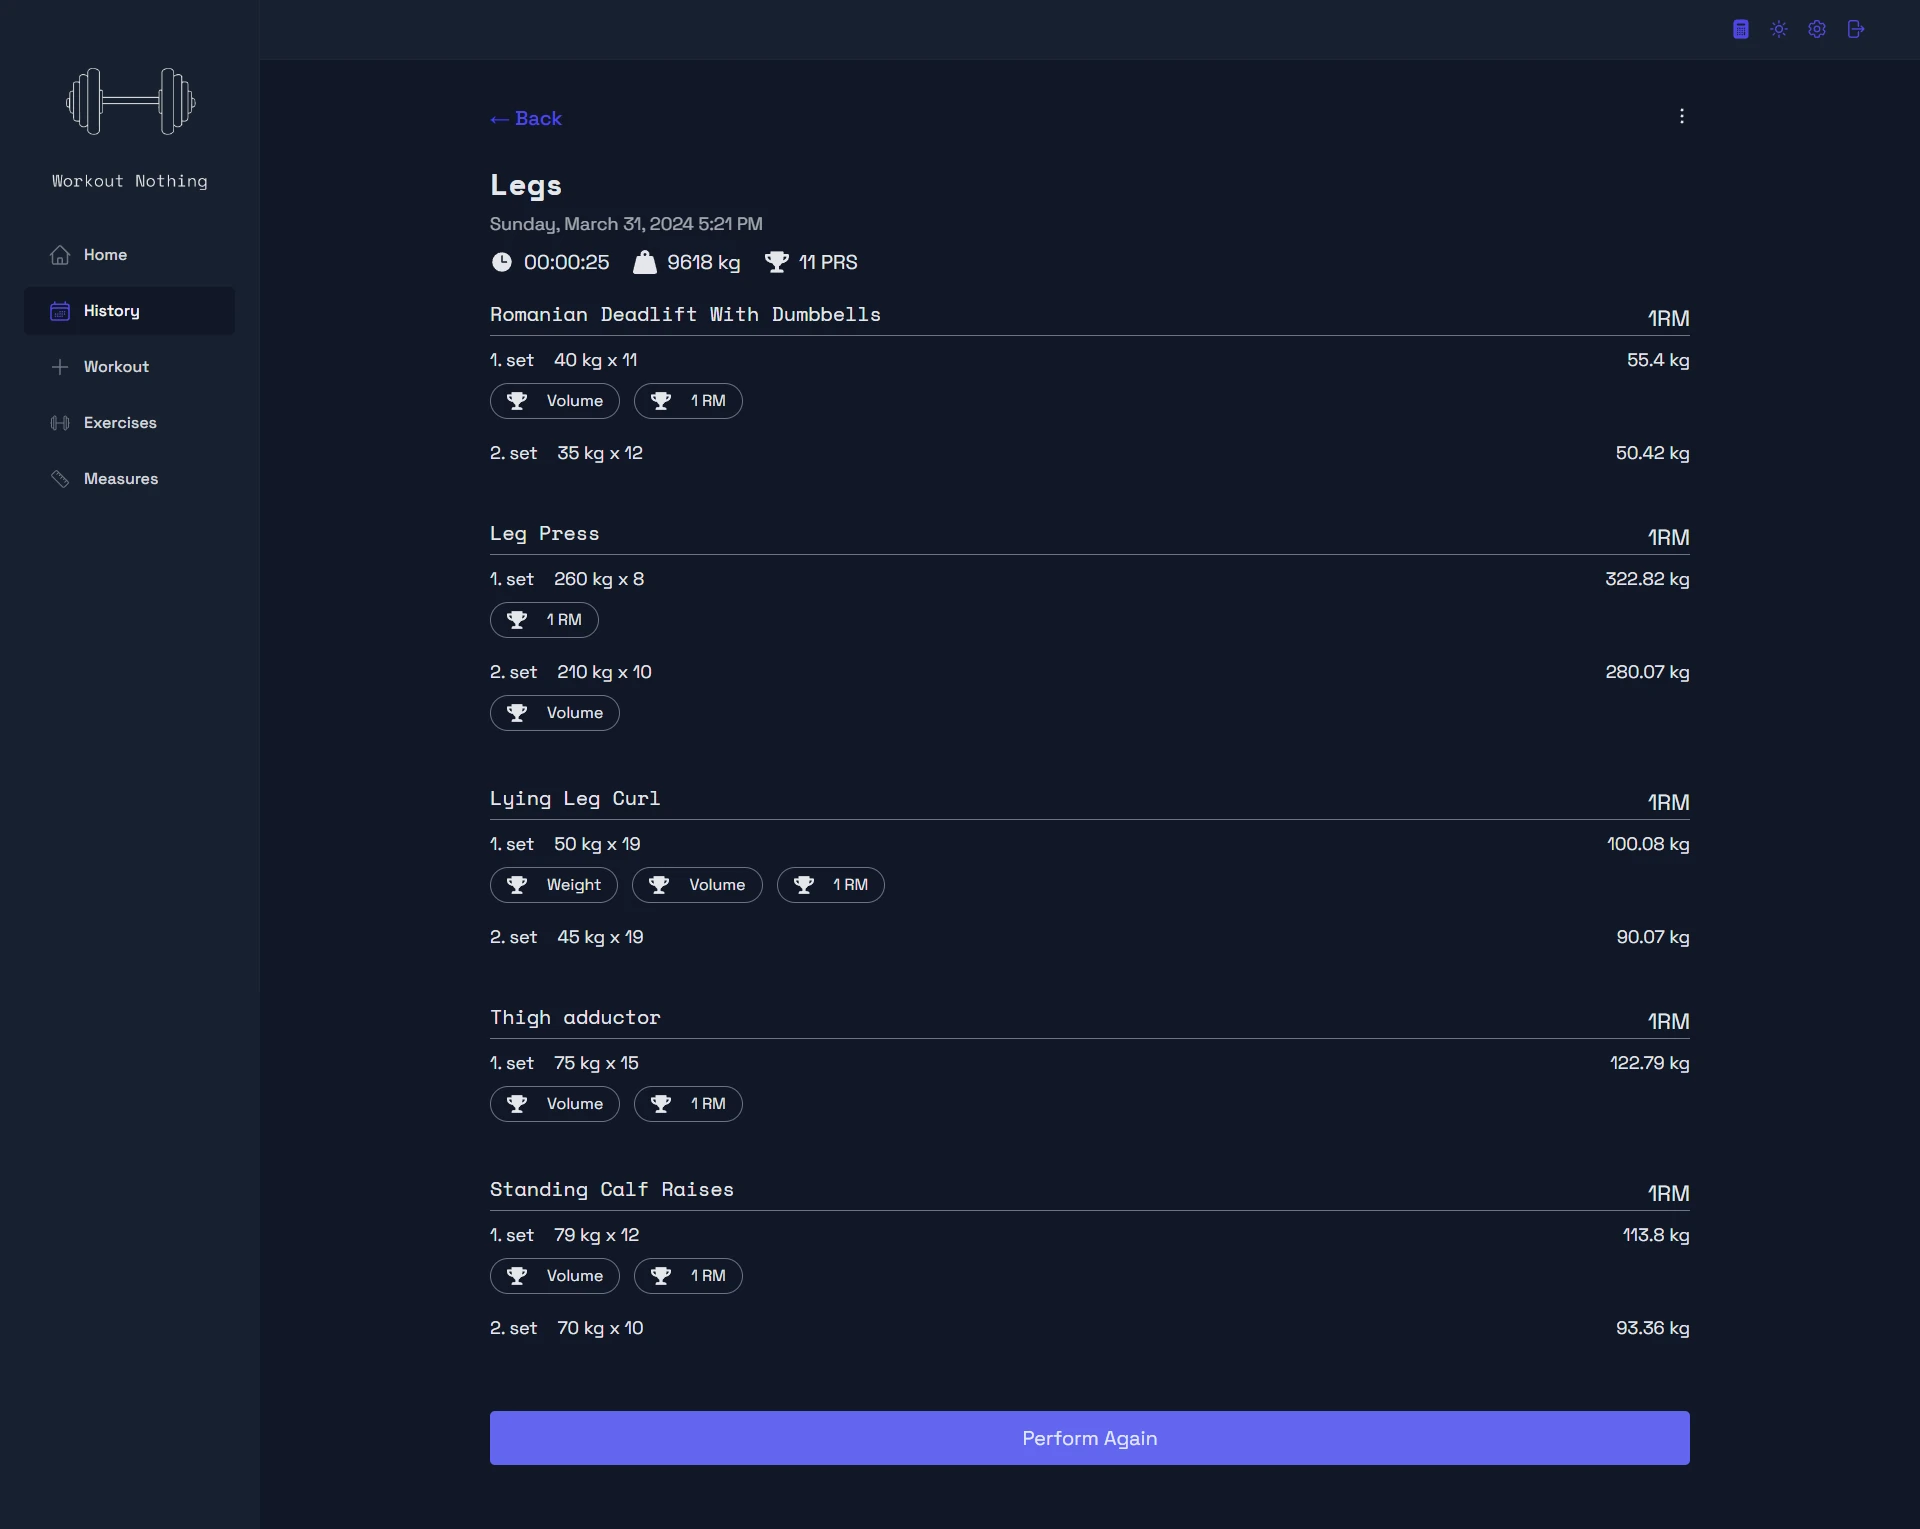 Workout Nothing
Home
History
Workout
Exercises
Measures
← Back
Legs
Sunday, March 31, 2024 5:21 PM
00:00:25 9618 kg 11 PRS
Romanian Deadlift With Dumbbells 1RM
1. set 40 kg x 11 55.4 kg
Volume 1 RM
2. set 35 kg x 12 50.42 kg
Leg Press 1RM
1. set 260 kg x 8 322.82 kg
1 RM
2. set 210 kg x 10 280.07 kg
Volume
Lying Leg Curl 1RM
1. set 50 kg x 19 100.08 kg
Weight Volume 1 RM
2. set 45 kg x 19 90.07 kg
Thigh adductor 1RM
1. set 75 kg x 15 122.79 kg
Volume 1 RM
Standing Calf Raises 1RM
1. set 79 kg x 12 113.8 kg
Volume 1 RM
2. set 70 kg x 10 93.36 kg
Perform Again